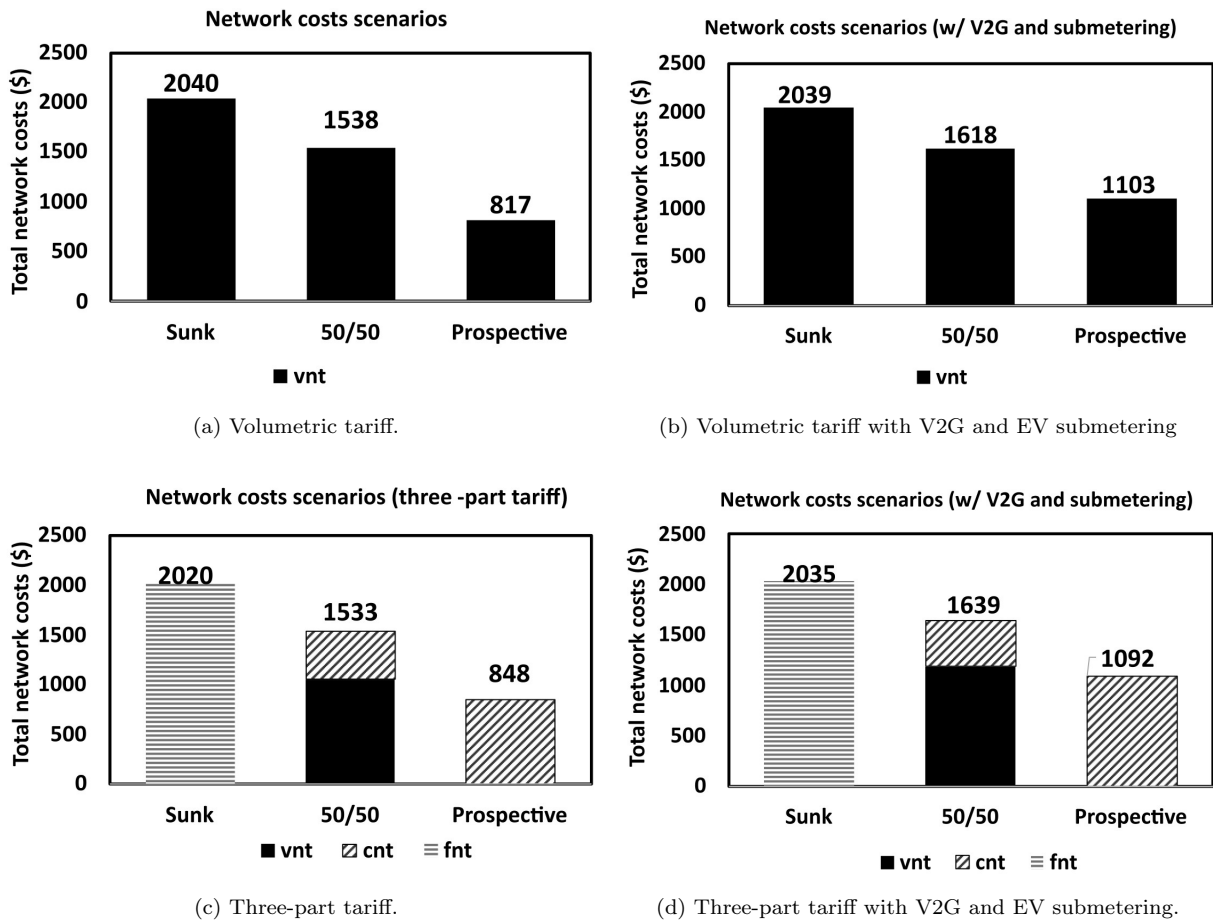 Network costs scenarios
Total network costs ($)
2500
2000
1500
1000
500
0
2040
1538
817
Sunk
50/50
Prospective
vnt
(a) Volumetric tariff.
Network costs scenarios (w/ V2G and submetering)
Total network costs ($)
2500
2000
1500
1000
500
0
2039
1618
1103
Sunk
50/50
Prospective
vnt
(b) Volumetric tariff with V2G and EV submetering
Network costs scenarios (three -part tariff)
Total network costs ($)
2500
2000
1500
1000
500
0
2020
1533
848
Sunk
50/50
Prospective
vnt cnt fnt
(c) Three-part tariff.
Network costs scenarios (w/ V2G and submetering)
Total network costs ($)
2500
2000
1500
1000
500
0
2035
1639
1092
Sunk
50/50
Prospective
vnt cnt fnt
(d) Three-part tariff with V2G and EV submetering.